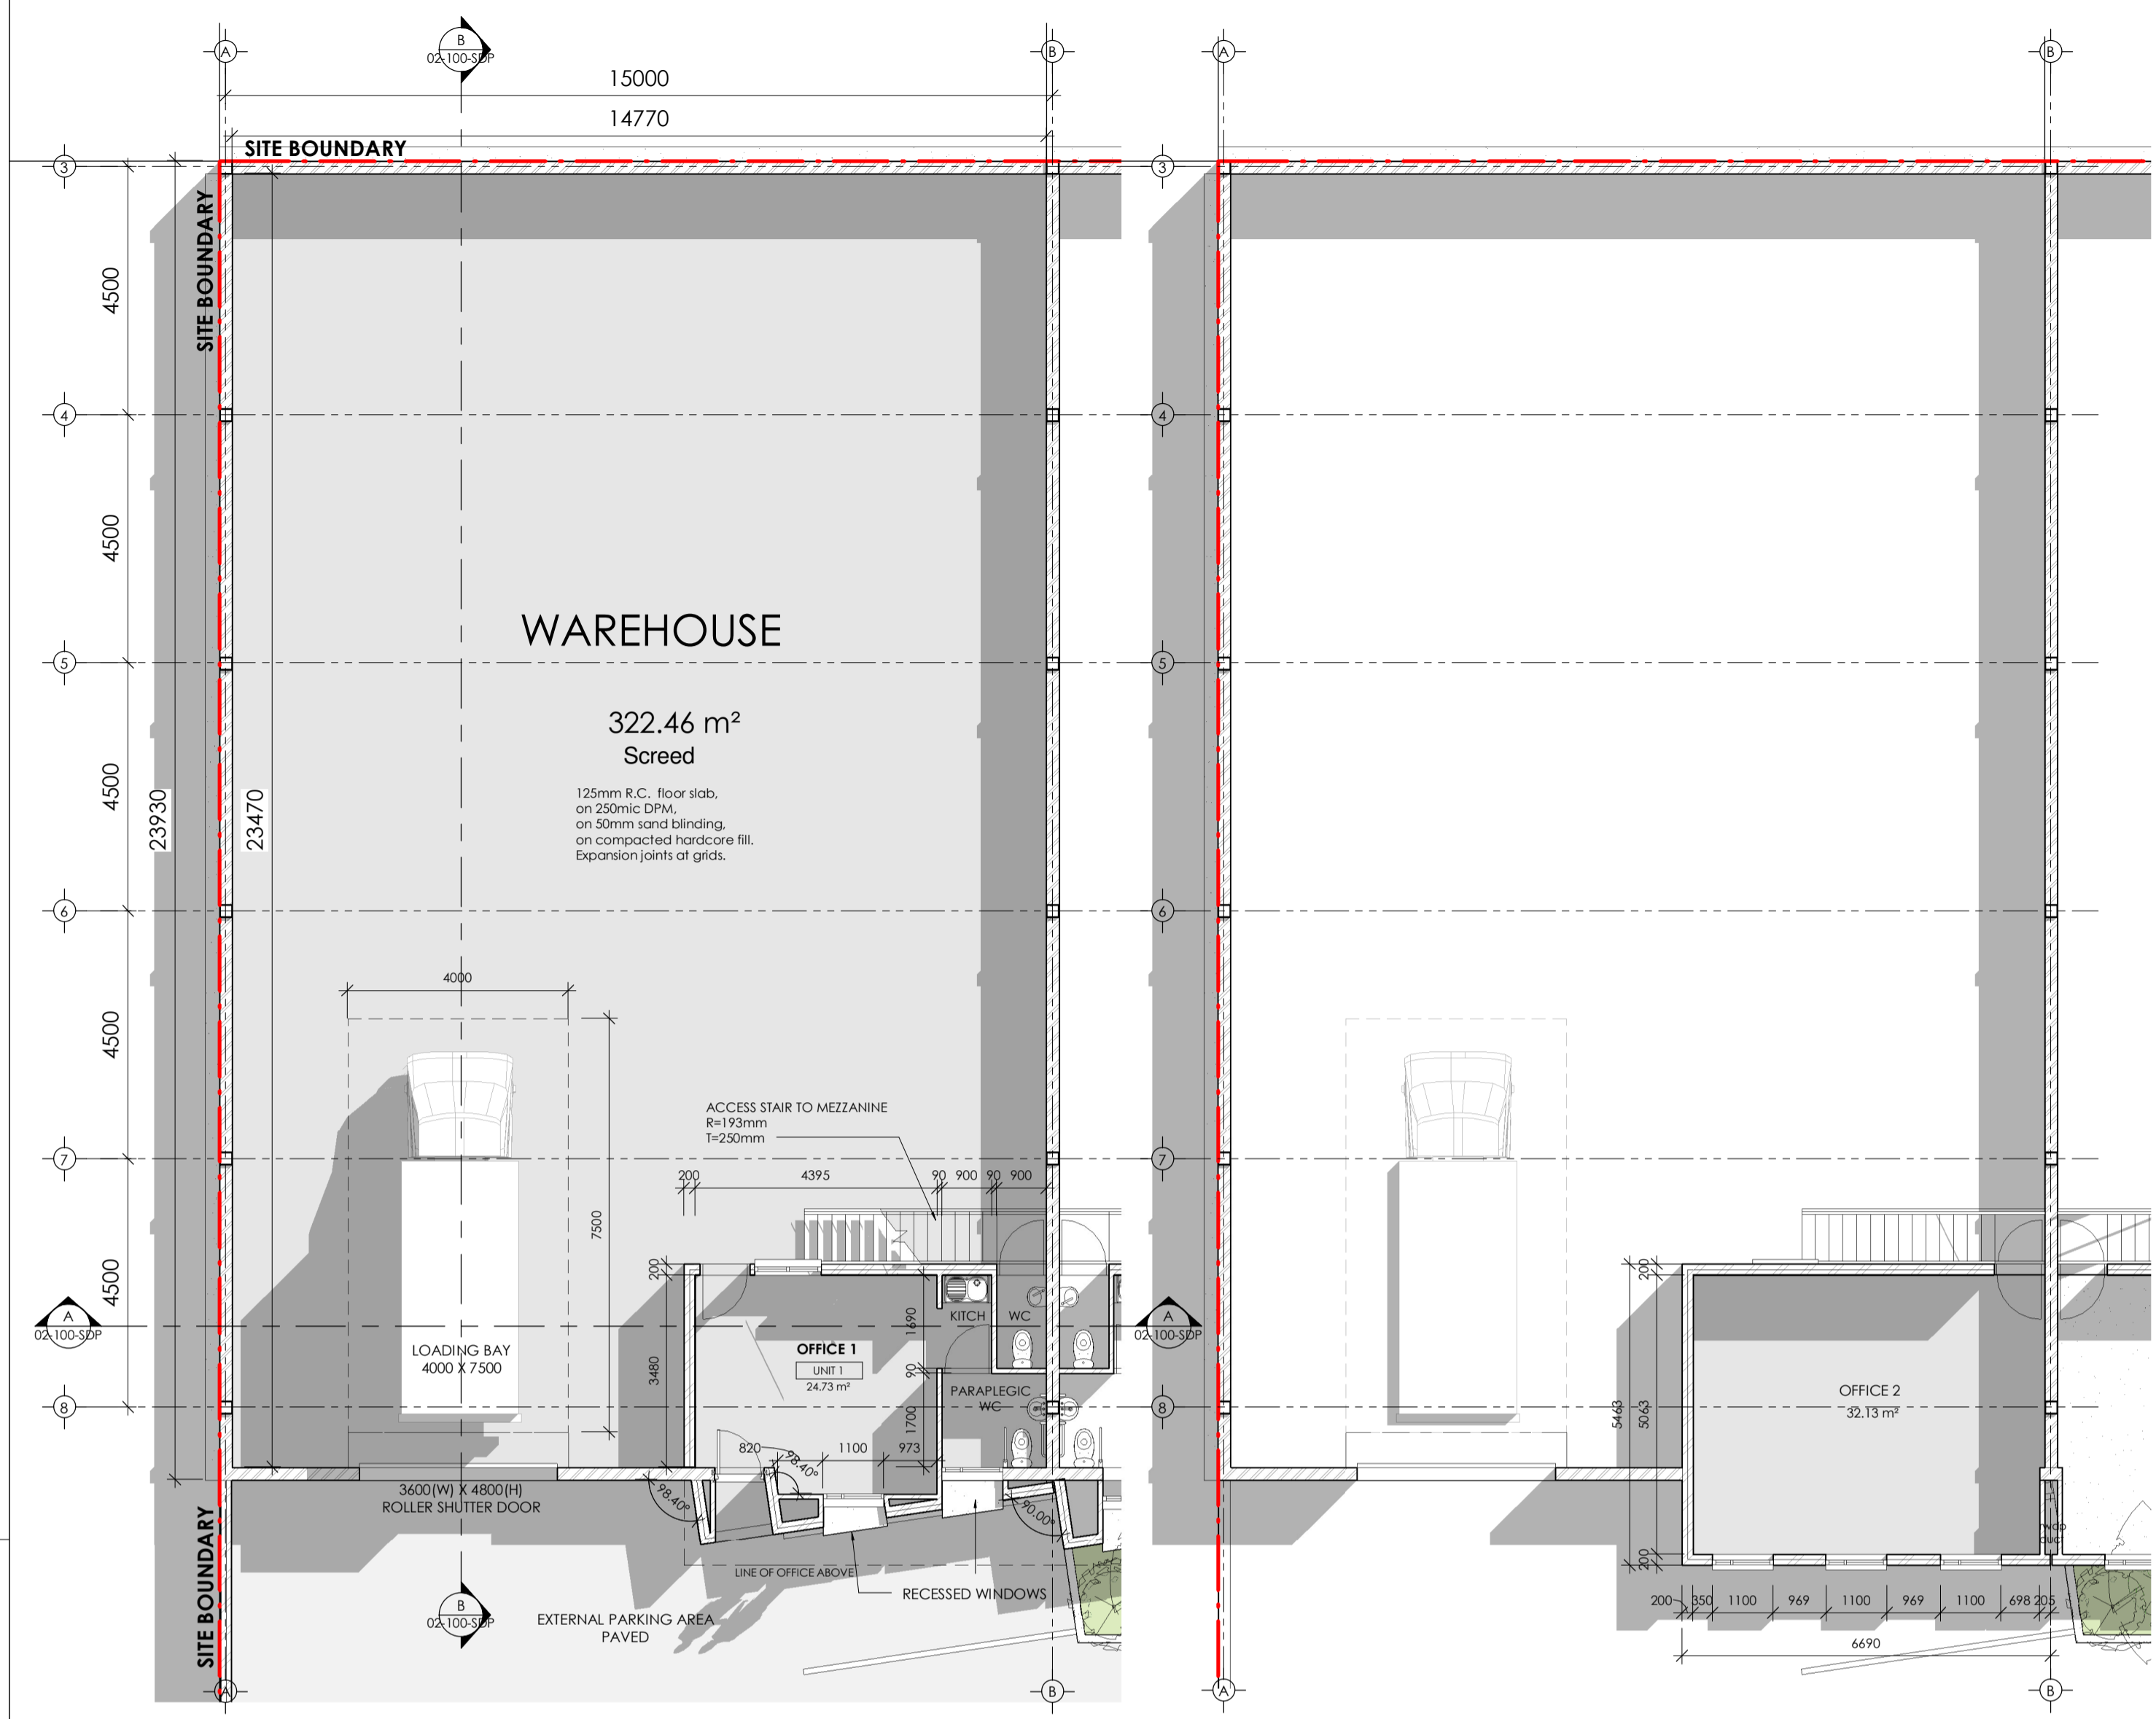 A
B
02-100-SDP
B
A
B
15000
14770
SITE BOUNDARY
SITE BOUNDARY
3
4
5
6
7
8
3
4
5
6
7
8
4500
4500
4500
4500
4500
23930
23470
WAREHOUSE
322.46 m²
Screed
125mm R.C. floor slab,
on 250mic DPM,
on 50mm sand blinding,
on compacted hardcore fill.
Expansion joints at grids.
4000
7500
ACCESS STAIR TO MEZZANINE
R=193mm
T=250mm
200
4395
90
900
90
900
200
3480
1690
90
1700
KITCH
WC
OFFICE 1
UNIT 1
24.73 m²
PARAPLEGIC
WC
A
02-100-SDP
A
02-100-SDP
LOADING BAY
4000 X 7500
820
98.40°
1100
973
98.40°
90.00°
3600(W) X 4800(H)
ROLLER SHUTTER DOOR
SITE BOUNDARY
LINE OF OFFICE ABOVE
RECESSED WINDOWS
EXTERNAL PARKING AREA
PAVED
B
02-100-SDP
A
B
OFFICE 2
32.13 m²
200
5463
5063
200
200
350
1100
969
1100
969
1100
698
205
6690
A
B